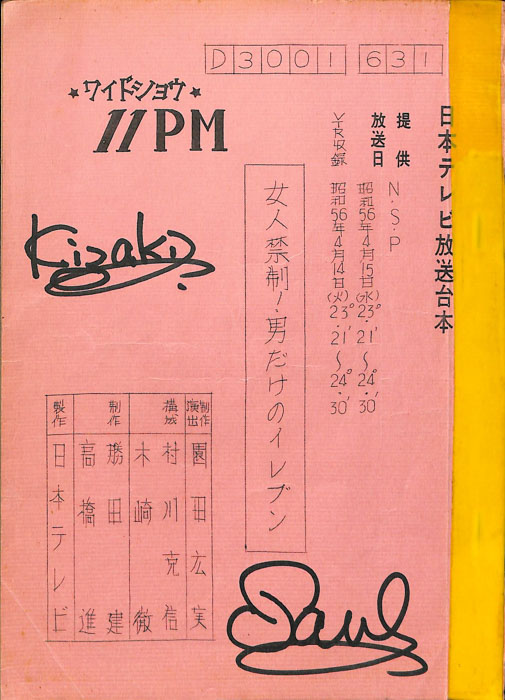 D3001 631
ワイドショウ
11PM
日本テレビ放送台本
提供 N・S・P
放送日 昭和56年4月15日(水)23°・21'〜24°・30'
VTR収録 昭和56年4月14日(火)23°・21'〜24°・30'
女人禁制!男だけのイレブン
Kizaki
制作 演出 園田広実
構成 村川克信
木崎徹
制作 勝田建
高橋進
製作 日本テレビ
Paul